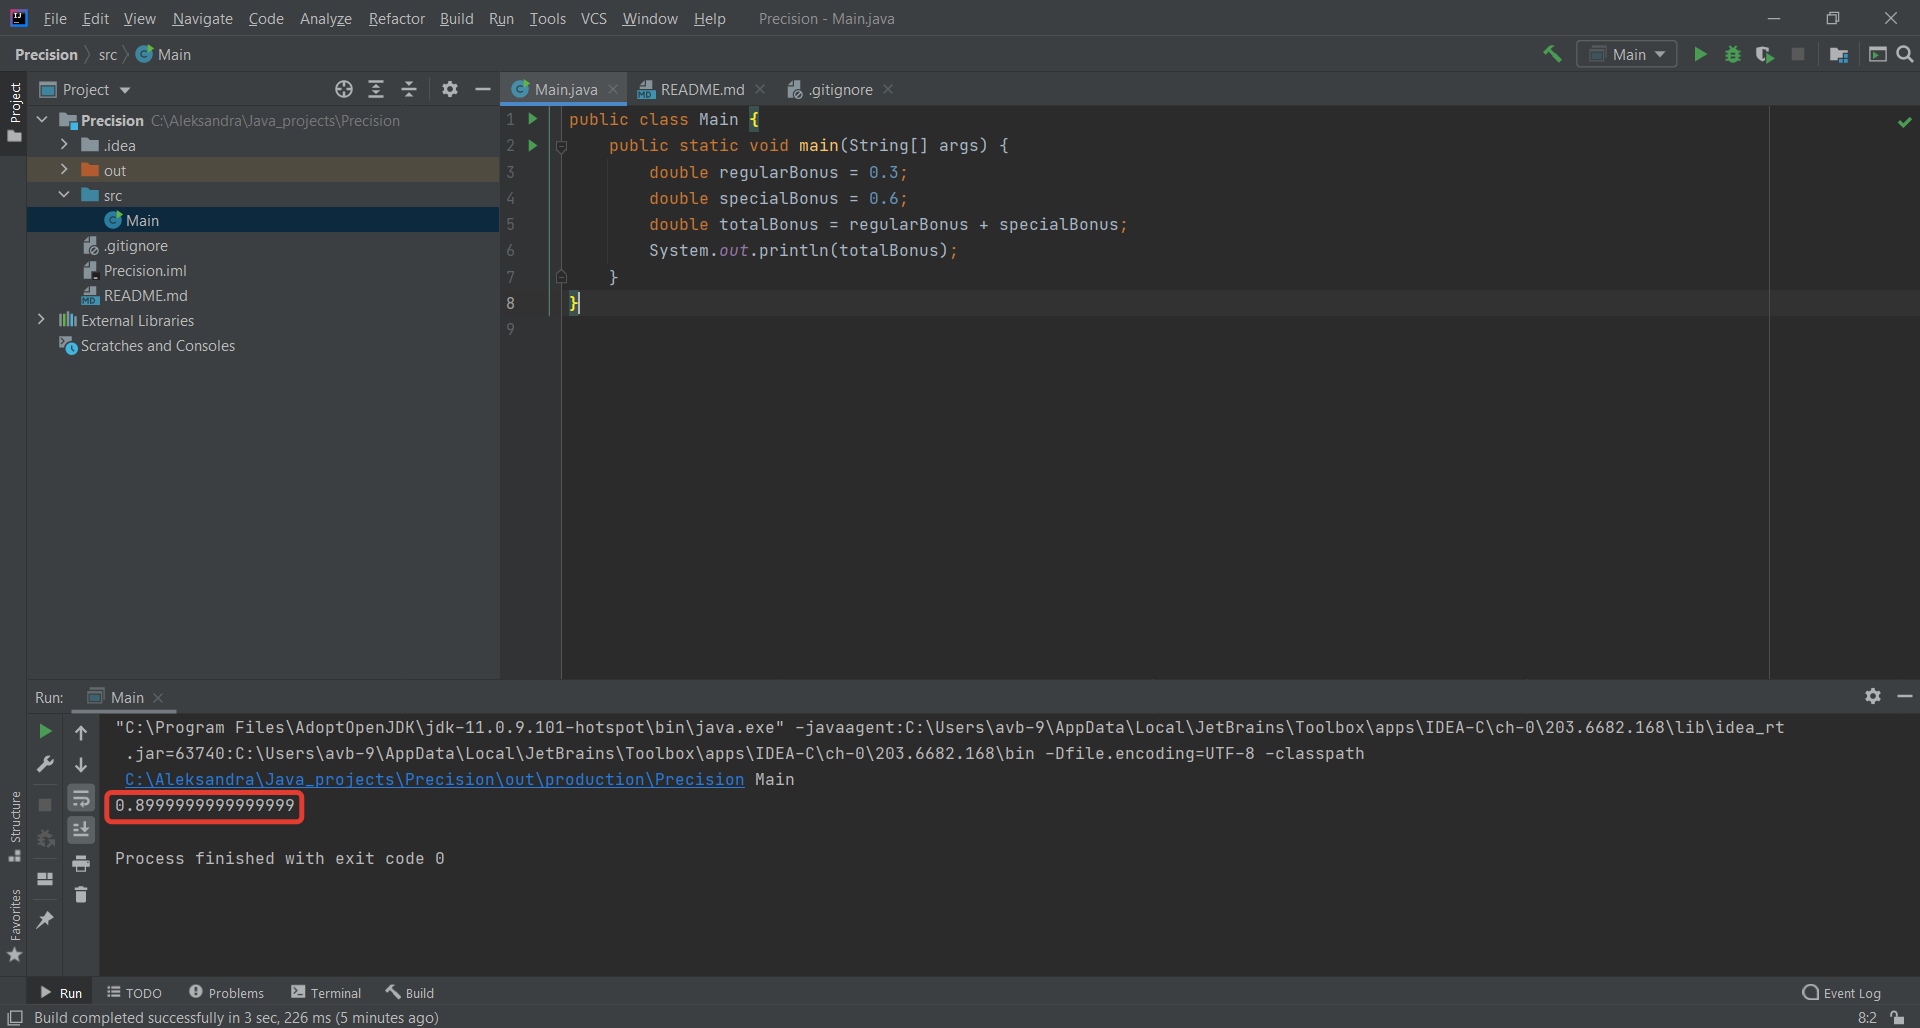 File Edit View Navigate Code Analyze Refactor Build Run Tools VCS Window Help Precision - Main.java
Precision src Main
Main
Project
Project
Main.java README.md .gitignore
Precision C:\Aleksandra\Java_projects\Precision
.idea
out
src
Main
.gitignore
Precision.iml
README.md
External Libraries
Scratches and Consoles
1 public class Main {
2 public static void main(String[] args) {
3 double regularBonus = 0.3;
4 double specialBonus = 0.6;
5 double totalBonus = regularBonus + specialBonus;
6 System.out.println(totalBonus);
7 }
8 }
9
Run: Main
"C:\Program Files\AdoptOpenJDK\jdk-11.0.9.101-hotspot\bin\java.exe" -javaagent:C:\Users\avb-9\AppData\Local\JetBrains\Toolbox\apps\IDEA-C\ch-0\203.6682.168\lib\idea_rt
.jar=63740:C:\Users\avb-9\AppData\Local\JetBrains\Toolbox\apps\IDEA-C\ch-0\203.6682.168\bin -Dfile.encoding=UTF-8 -classpath
C:\Aleksandra\Java_projects\Precision\out\production\Precision Main
0.8999999999999999
Process finished with exit code 0
Structure
Favorites
Run TODO Problems Terminal Build Event Log
Build completed successfully in 3 sec, 226 ms (5 minutes ago) 8:2